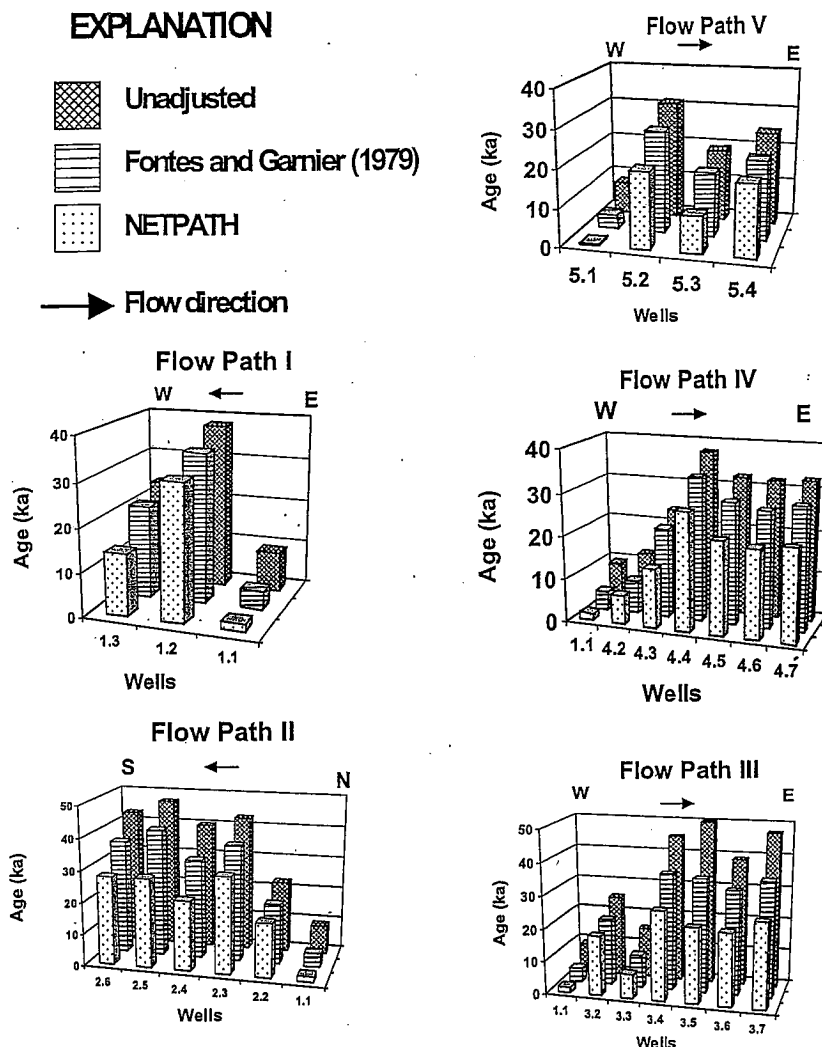 EXPLANATION
Unadjusted
Fontes and Garnier (1979)
NETPATH
Flow direction
Flow Path V
W E
40
30
20
10
0
Age (ka)
5.1 5.2 5.3 5.4
Wells
Flow Path I
W E
40
30
20
10
0
Age (ka)
1.3 1.2 1.1
Wells
Flow Path IV
W E
40
30
20
10
0
Age (ka)
1.1 4.2 4.3 4.4 4.5 4.6 4.7
Wells
Flow Path II
S N
50
40
30
20
10
0
Age (ka)
2.6 2.5 2.4 2.3 2.2 1.1
Wells
Flow Path III
W E
50
40
30
20
10
0
Age (ka)
1.1 3.2 3.3 3.4 3.5 3.6 3.7
Wells